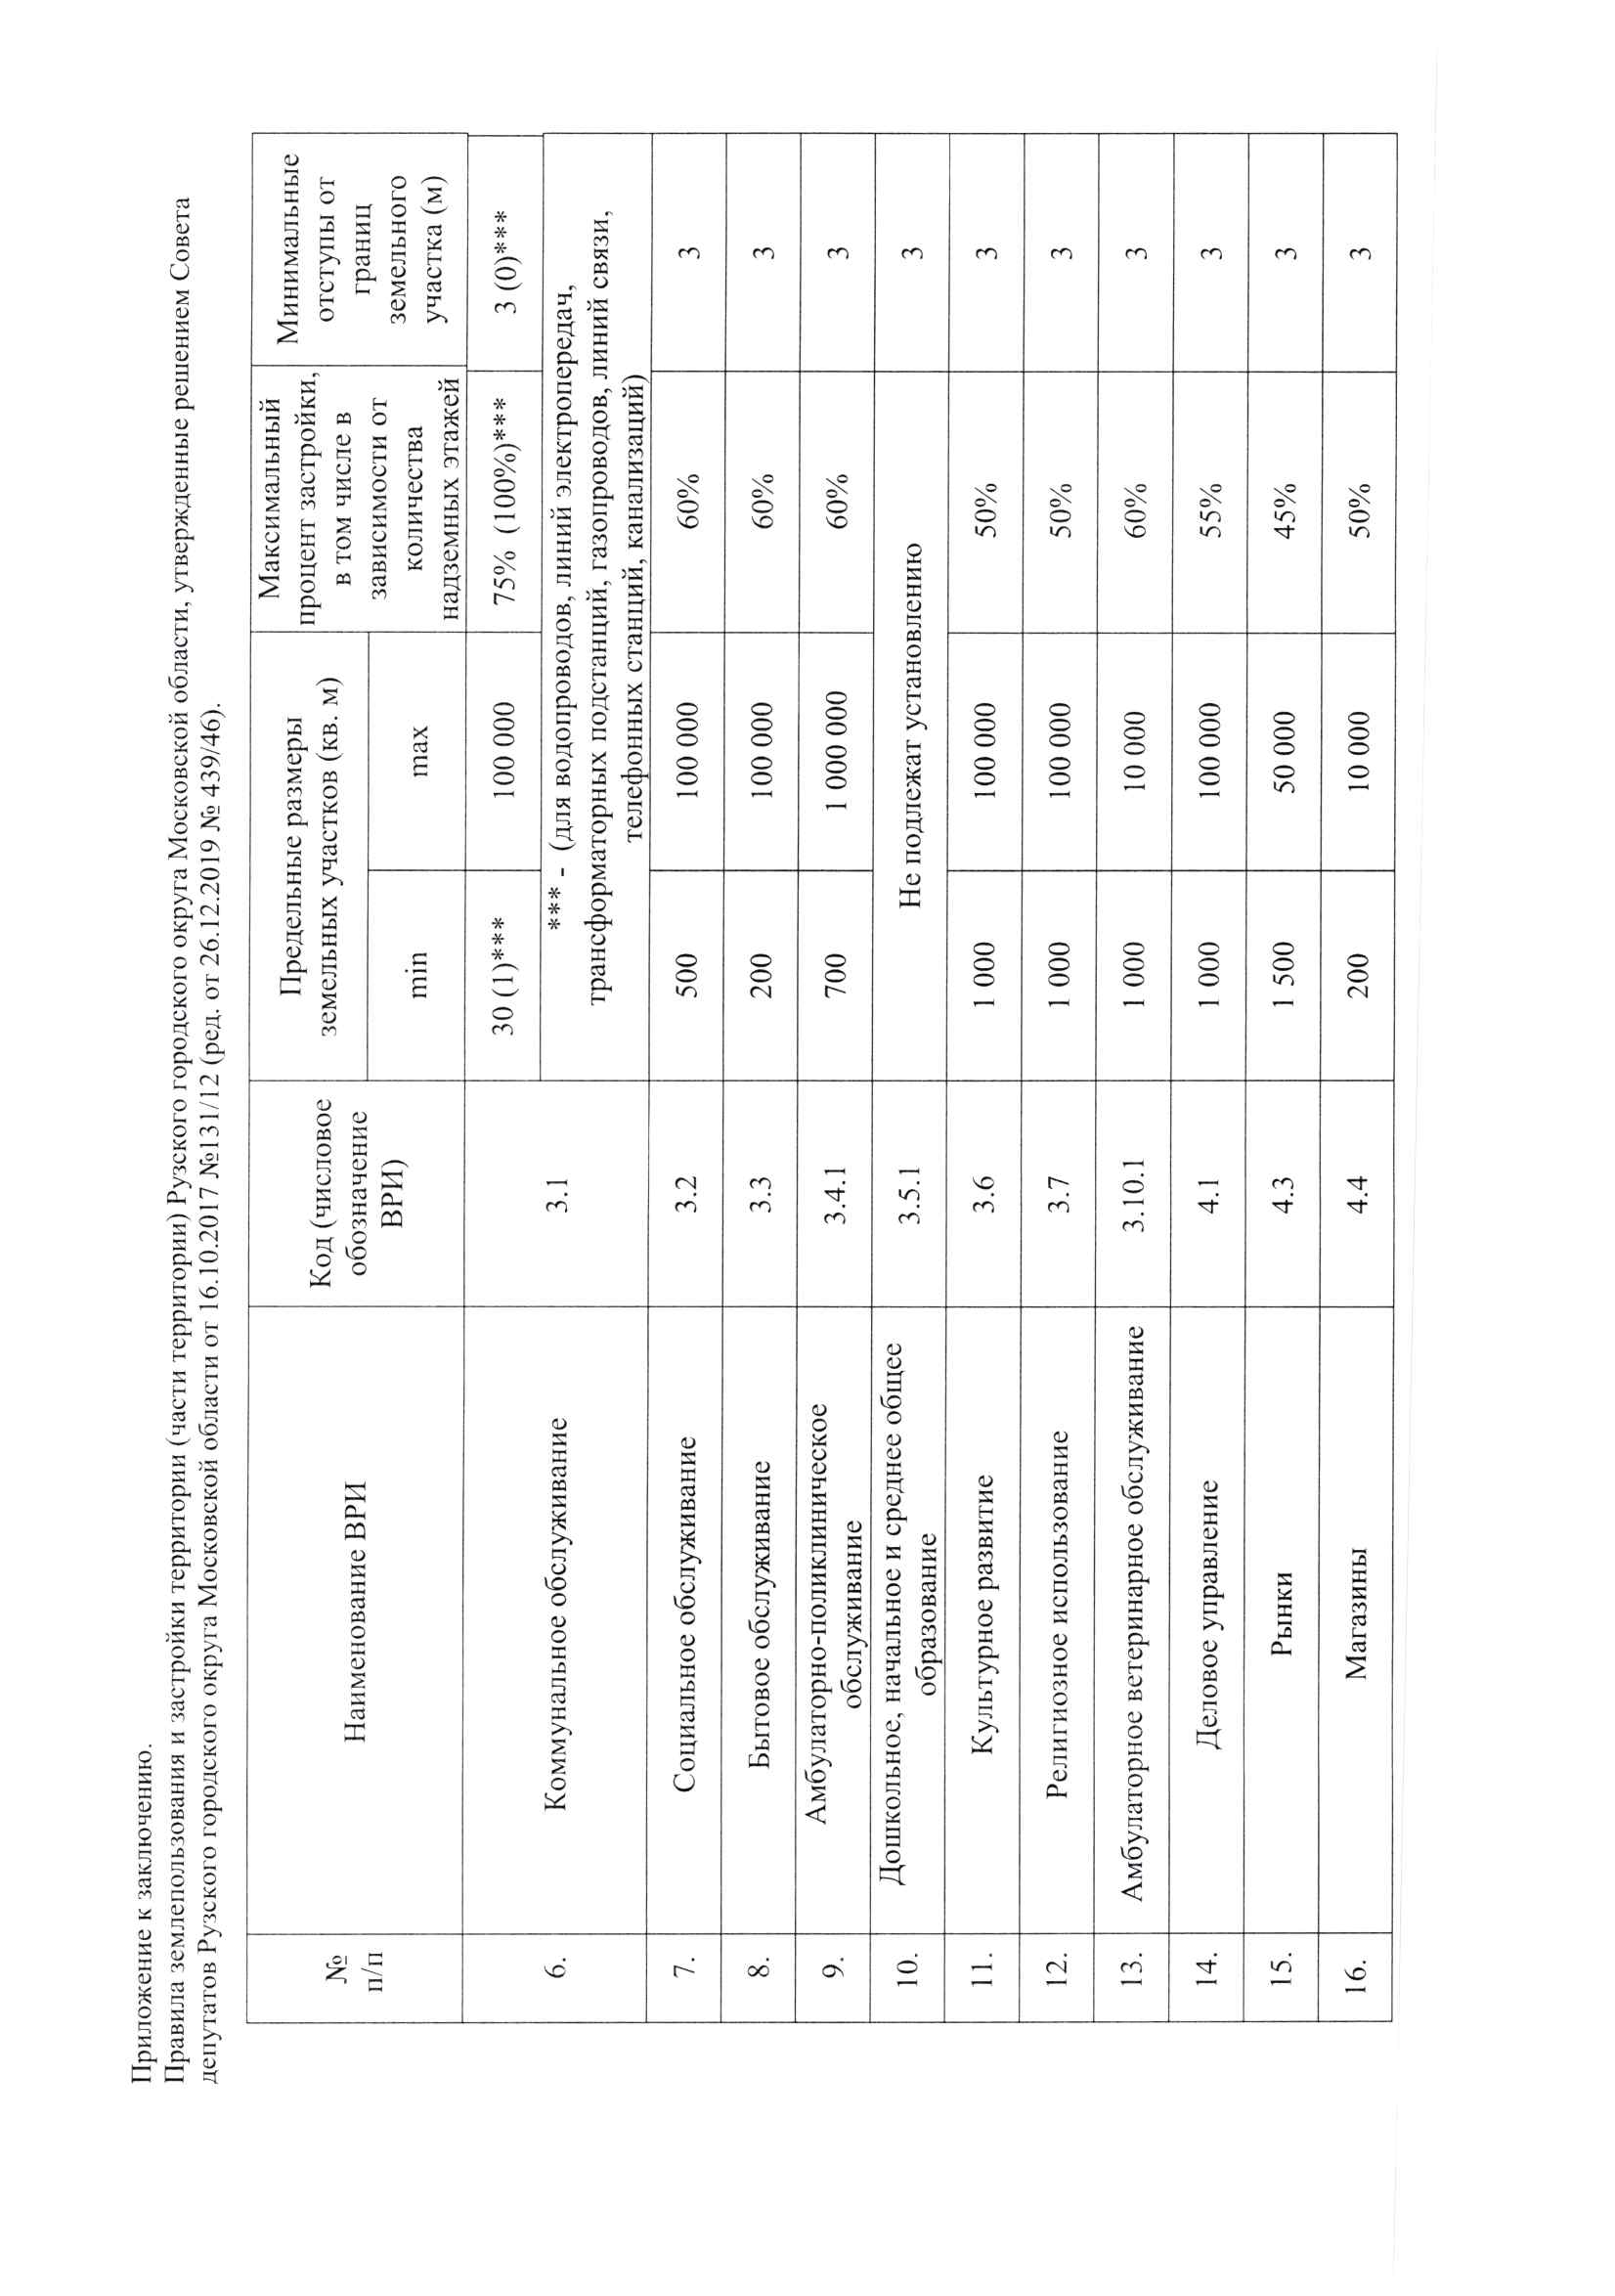 Приложение к заключению.
Правила землепользования и застройки территории (части территории) Рузского городского округа Московской области, утвержденные решением Совета
депутатов Рузского городского округа Московской области от 16.10.2017 №131/12 (ред. от 26.12.2019 № 439/46).
№
п/п
Наименование ВРИ
Код (числовое
обозначение
ВРИ)
Предельные размеры
земельных участков (кв. м)
min
max
Максимальный
процент застройки,
в том числе в
зависимости от
количества
надземных этажей
Минимальные
отступы от
границ
земельного
участка (м)
6. Коммунальное обслуживание 3.1 30 (1)*** 100 000 75% (100%)*** 3 (0)***
*** - (для водопроводов, линий электропередач,
трансформаторных подстанций, газопроводов, линий связи,
телефонных станций, канализаций)
7. Социальное обслуживание 3.2 500 100 000 60% 3
8. Бытовое обслуживание 3.3 200 100 000 60% 3
9. Амбулаторно-поликлиническое
обслуживание 3.4.1 700 1 000 000 60% 3
10. Дошкольное, начальное и среднее общее
образование 3.5.1 Не подлежат установлению 3
11. Культурное развитие 3.6 1 000 100 000 50% 3
12. Религиозное использование 3.7 1 000 100 000 50% 3
13. Амбулаторное ветеринарное обслуживание 3.10.1 1 000 10 000 60% 3
14. Деловое управление 4.1 1 000 100 000 55% 3
15. Рынки 4.3 1 500 50 000 45% 3
16. Магазины 4.4 200 10 000 50% 3